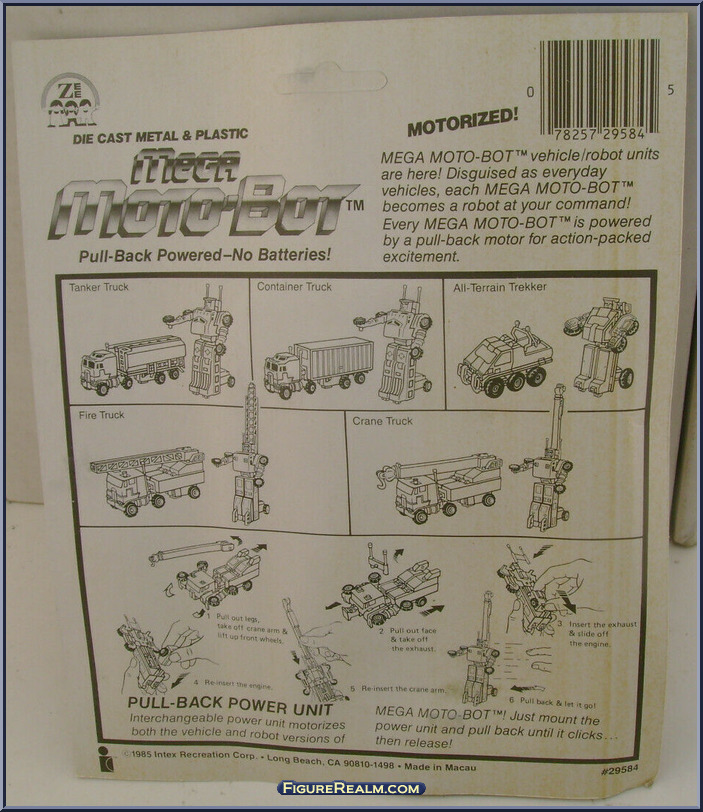 ZEE
DIE CAST METAL & PLASTIC
Mega
MOTO-BOT™
Pull-Back Powered–No Batteries!
MOTORIZED!
0 78257 29584 5
MEGA MOTO-BOT™ vehicle/robot units
are here! Disguised as everyday
vehicles, each MEGA MOTO-BOT™
becomes a robot at your command!
Every MEGA MOTO-BOT™ is powered
by a pull-back motor for action-packed
excitement.
Tanker Truck
Container Truck
All-Terrain Trekker
Fire Truck
Crane Truck
1 Pull out legs,
take off crane arm &
lift up front wheels.
2 Pull out face
& take off
the exhaust.
3 Insert the exhaust
& slide off
the engine.
4 Re-insert the engine.
5 Re-insert the crane arm.
6 Pull back & let it go!
PULL-BACK POWER UNIT
Interchangeable power unit motorizes
both the vehicle and robot versions of
MEGA MOTO-BOT™! Just mount the
power unit and pull back until it clicks...
then release!
©1985 Intex Recreation Corp. • Long Beach, CA 90810-1498 • Made in Macau
#29584
FIGUREREALM.COM